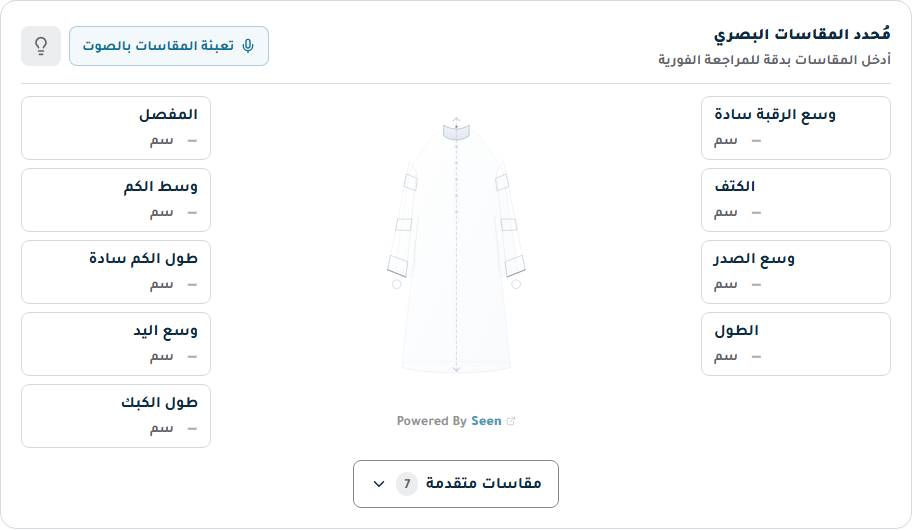 مُحدد المقاسات البصري
أدخل المقاسات بدقة للمراجعة الفورية
تعبئة المقاسات بالصوت
وسع الرقبة سادة
— سم
الكتف
— سم
وسع الصدر
— سم
الطول
— سم
المفصل
— سم
وسط الكم
— سم
طول الكم سادة
— سم
وسع اليد
— سم
طول الكبك
— سم
Powered By Seen
مقاسات متقدمة 7